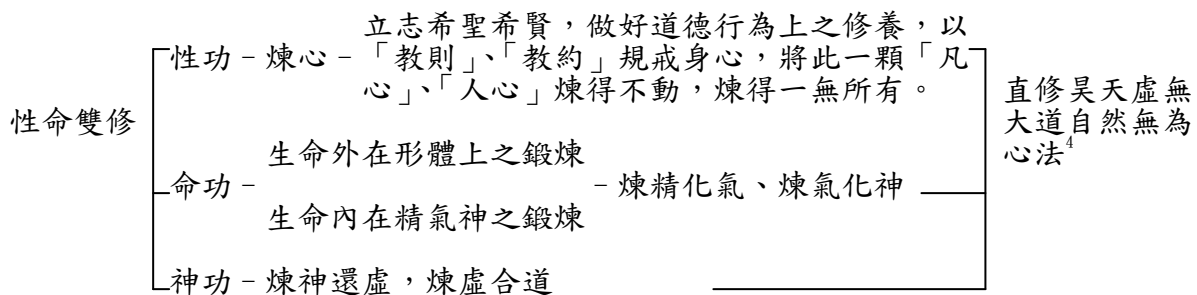 性命雙修
性功－煉心－
立志希聖希賢，做好道德行為上之修養，以
「教則」、「教約」規戒身心，將此一顆「凡
心」、「人心」煉得不動，煉得一無所有。
命功－
生命外在形體上之鍛煉
生命內在精氣神之鍛煉
－煉精化氣、煉氣化神
神功－煉神還虛，煉虛合道
直修昊天虛無
大道自然無為
心法4